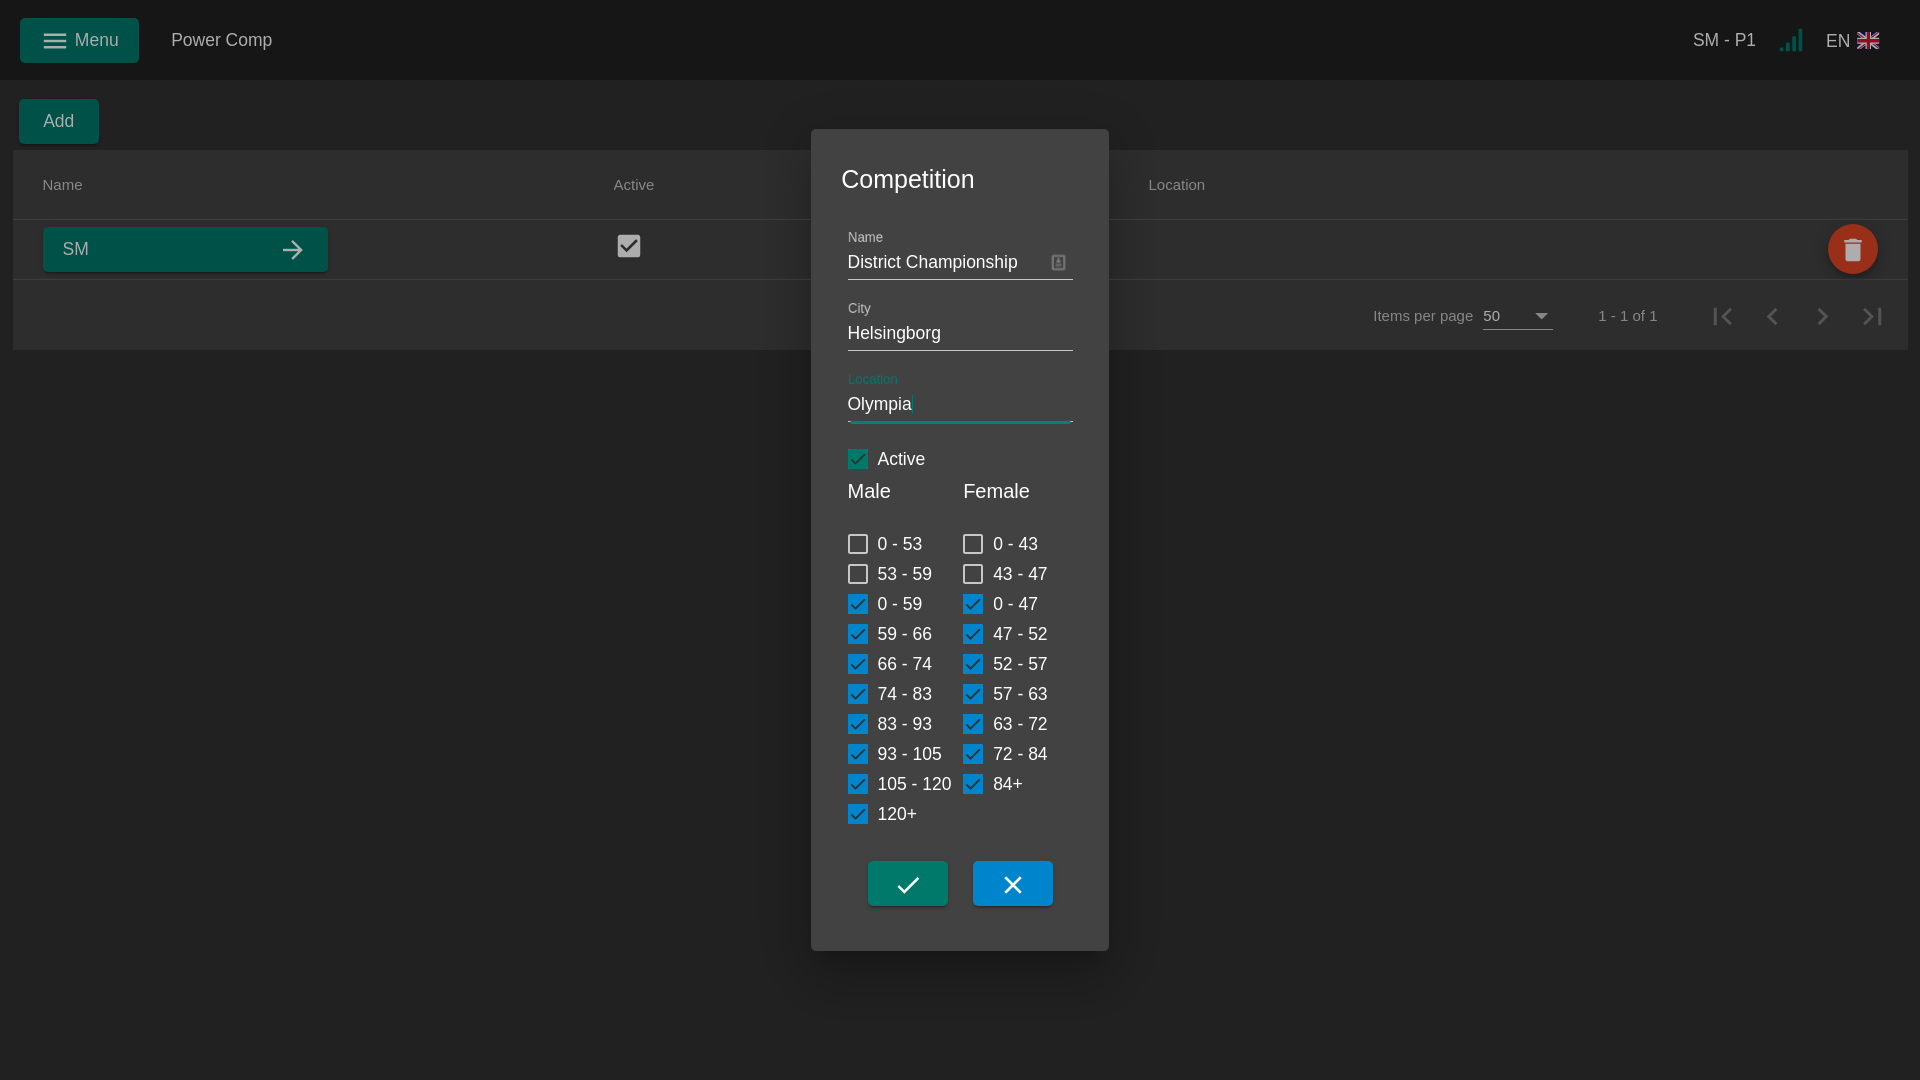 Menu
Power Comp
SM - P1
EN
Add
Name
Active
Location
SM
Items per page
50
1 - 1 of 1
Competition
Name
District Championship
City
Helsingborg
Location
Olympia
Active
Male
Female
0 - 53
0 - 43
53 - 59
43 - 47
0 - 59
0 - 47
59 - 66
47 - 52
66 - 74
52 - 57
74 - 83
57 - 63
83 - 93
63 - 72
93 - 105
72 - 84
105 - 120
84+
120+